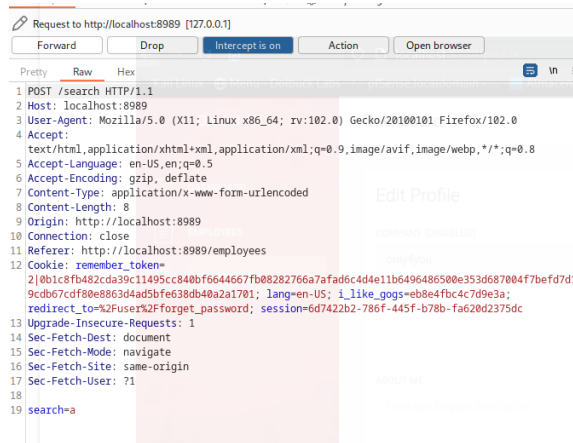 Request to http://localhost:8989 [127.0.0.1]
Forward Drop Intercept is on Action Open browser
Pretty Raw Hex \n
1 POST /search HTTP/1.1
2 Host: localhost:8989
3 User-Agent: Mozilla/5.0 (X11; Linux x86_64; rv:102.0) Gecko/20100101 Firefox/102.0
4 Accept:
text/html,application/xhtml+xml,application/xml;q=0.9,image/avif,image/webp,*/*;q=0.8
5 Accept-Language: en-US,en;q=0.5
6 Accept-Encoding: gzip, deflate
7 Content-Type: application/x-www-form-urlencoded
8 Content-Length: 8
9 Origin: http://localhost:8989
10 Connection: close
11 Referer: http://localhost:8989/employees
12 Cookie: remember_token=
2|0b1c8fb482cda39c11495cc840bf6644667fb08282766a7afad6c4d4e11b6496486500e353d687004f7befd7d1
9cdb67cdf80e8863d4ad5bfe638db40a2a1701; lang=en-US; i_like_gogs=eb8e4fbc4c7d9e3a;
redirect_to=%2Fuser%2Fforget_password; session=6d7422b2-786f-445f-b78b-fa620d2375dc
13 Upgrade-Insecure-Requests: 1
14 Sec-Fetch-Dest: document
15 Sec-Fetch-Mode: navigate
16 Sec-Fetch-Site: same-origin
17 Sec-Fetch-User: ?1
18
19 search=a
Edit Profile
EMPLOYEES
ABOUT ME